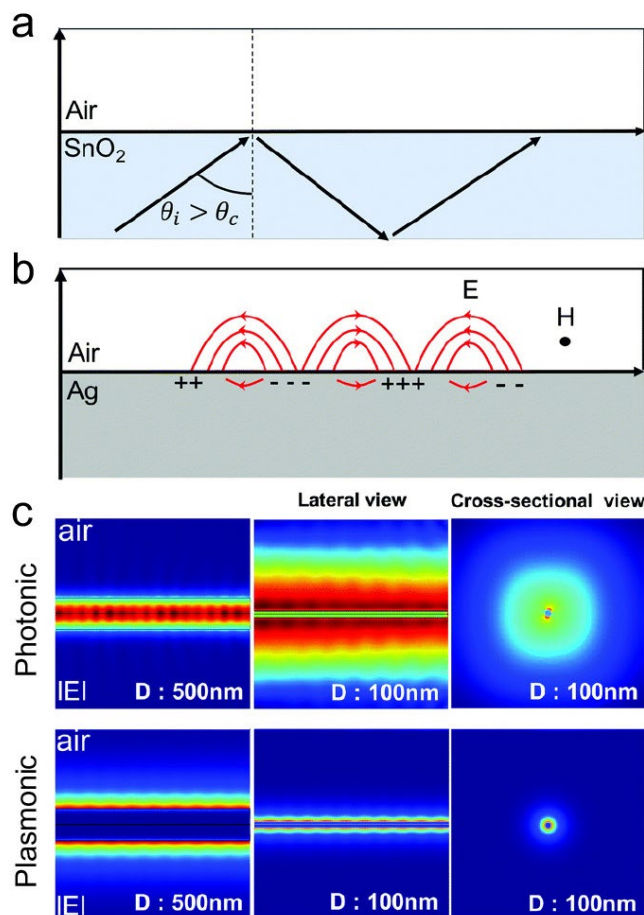 a
Air
SnO₂
θᵢ > θ_c
b
E
H
Air
Ag
++ - - - +++ - -
Lateral view Cross-sectional view
c
Photonic
air
|E|
D : 500nm
D : 100nm
D : 100nm
Plasmonic
air
|E|
D : 500nm
D : 100nm
D : 100nm